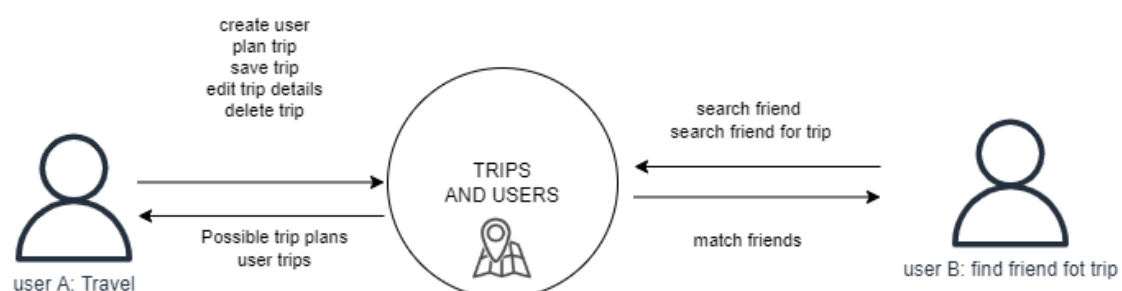 create user
plan trip
save trip
edit trip details
delete trip
search friend
search friend for trip
TRIPS
AND USERS
Possible trip plans
user trips
match friends
user A: Travel
user B: find friend fot trip